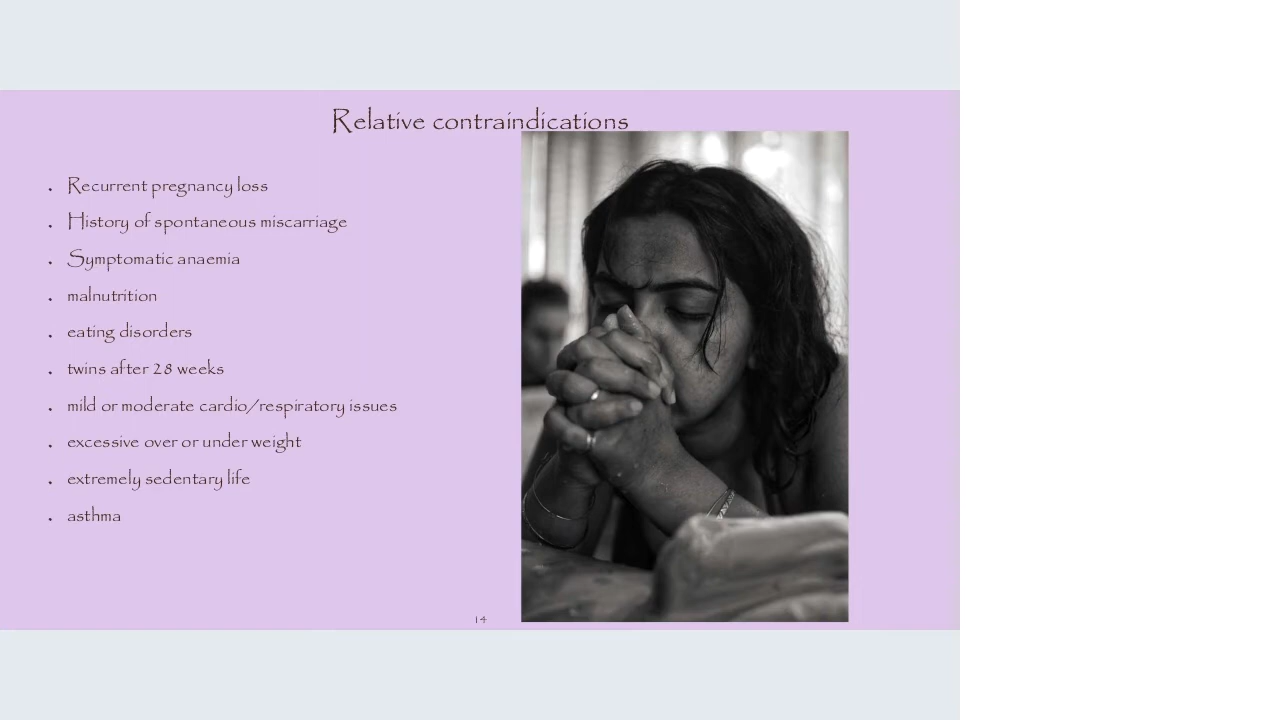 Relative contraindications
. Recurrent pregnancy loss
. History of spontaneous miscarriage
. Symptomatic anaemia
. malnutrition
. eating disorders
. twins after 28 weeks
. mild or moderate cardio/respiratory issues
. excessive over or under weight
. extremely sedentary life
. asthma
14